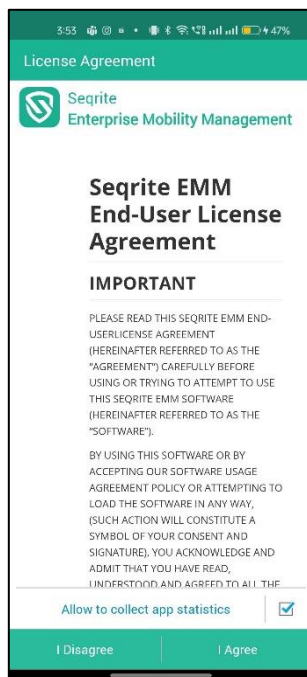 3:53 47%
License Agreement
Seqrite
Enterprise Mobility Management
Seqrite EMM
End-User License
Agreement
IMPORTANT
PLEASE READ THIS SEQRITE EMM END-
USERLICENSE AGREEMENT
(HEREINAFTER REFERRED TO AS THE
"AGREEMENT") CAREFULLY BEFORE
USING OR TRYING TO ATTEMPT TO USE
THIS SEQRITE EMM SOFTWARE
(HEREINAFTER REFERRED TO AS THE
"SOFTWARE").
BY USING THIS SOFTWARE OR BY
ACCEPTING OUR SOFTWARE USAGE
AGREEMENT POLICY OR ATTEMPTING TO
LOAD THE SOFTWARE IN ANY WAY,
(SUCH ACTION WILL CONSTITUTE A
SYMBOL OF YOUR CONSENT AND
SIGNATURE), YOU ACKNOWLEDGE AND
ADMIT THAT YOU HAVE READ,
UNDERSTOOD AND AGREED TO ALL THE
Allow to collect app statistics
I Disagree I Agree